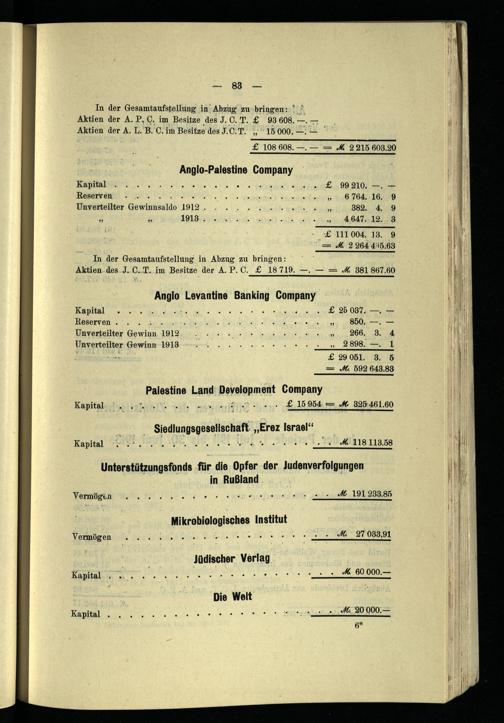 — 83 —
In der Gesamtaufstellung in Abzug zu bringen:
Aktien der A. P. C. im Besitze des J. C. T. £ 93 608. —. —
Aktien der A. L. B. C. im Besitze des J. C. T. „ 15 000. —. —
£ 108 608. —. — = M. 2 215 603.20
Anglo-Palestine Company
Kapital . . . . . . . . . . . . . . . . . . £ 99 210. —. —
Reserven . . . . . . . . . . . . . . . . . . „ 6 764. 16. 9
Unverteilter Gewinnsaldo 1912 . . . . . . . . . . „ 382. 4. 9
„ „ 1913 . . . . . . . . . . „ 4 647. 12. 3
£ 111 004. 13. 9
= M. 2 264 495.63
In der Gesamtaufstellung in Abzug zu bringen:
Aktien des J. C. T. im Besitze der A. P. C. £ 18 719. —. — = M. 381 867.60
Anglo Levantine Banking Company
Kapital . . . . . . . . . . . . . . . . . . £ 25 037. —. —
Reserven . . . . . . . . . . . . . . . . . . „ 850. —. —
Unverteilter Gewinn 1912 . . . . . . . . . . . . „ 266. 3. 4
Unverteilter Gewinn 1913 . . . . . . . . . . . . „ 2 898. —. 1
£ 29 051. 3. 5
= M. 592 643.83
Palestine Land Development Company
Kapital . . . . . . . . . . . . . . £ 15 954 = M. 325 461.60
Siedlungsgesellschaft „Erez Israel"
Kapital . . . . . . . . . . . . . . . . . . M. 118 113.58
Unterstützungsfonds für die Opfer der Judenverfolgungen
in Rußland
Vermögen . . . . . . . . . . . . . . . . . . M. 191 233.85
Mikrobiologisches Institut
Vermögen . . . . . . . . . . . . . . . . . . M. 27 033,91
Jüdischer Verlag
Kapital . . . . . . . . . . . . . . . . . . M. 60 000.—
Die Welt
Kapital . . . . . . . . . . . . . . . . . . M. 20 000.—
6*